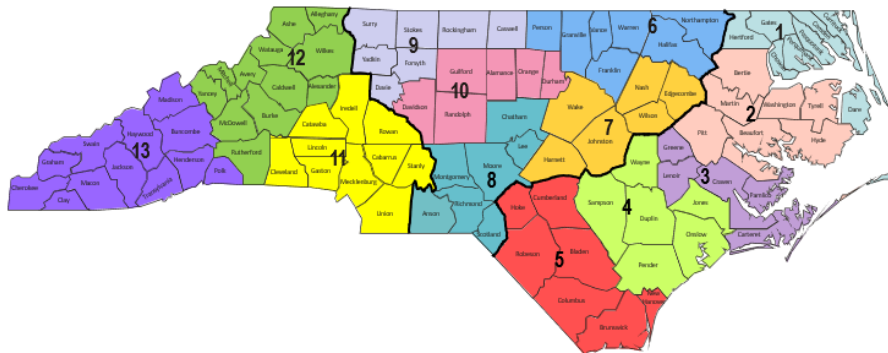 Alleghany
Ashe
Surry
Stokes
Rockingham
Caswell
Person
Granville
Vance
Warren
Northampton
6
Gates
1
Hertford
Halifax
Watauga
Wilkes
9
12
Yadkin
Forsyth
Guilford
Alamance
Orange
Durham
Franklin
Bertie
Avery
Caldwell
Alexander
Iredell
Davie
10
Nash
Edgecombe
Yancey
Madison
McDowell
Burke
Catawba
Rowan
Davidson
Randolph
Chatham
Wake
7
Wilson
Martin
Washington
Tyrell
Dare
2
Swain
Haywood
Buncombe
13
Graham
Jackson
Henderson
Rutherford
Lincoln
11
Cabarrus
Stanly
Lee
Moore
Johnston
Harnett
Pitt
Beaufort
Hyde
Greene
Wayne
Cherokee
Macon
Clay
Transylvania
Polk
Cleveland
Gaston
Mecklenburg
Montgomery
8
Lenoir
3
Craven
Pamlico
Union
Anson
Richmond
Scotland
Hoke
Cumberland
Sampson
4
Duplin
Jones
Onslow
Carteret
Robeson
5
Bladen
Pender
Columbus
New
Hanover
Brunswick